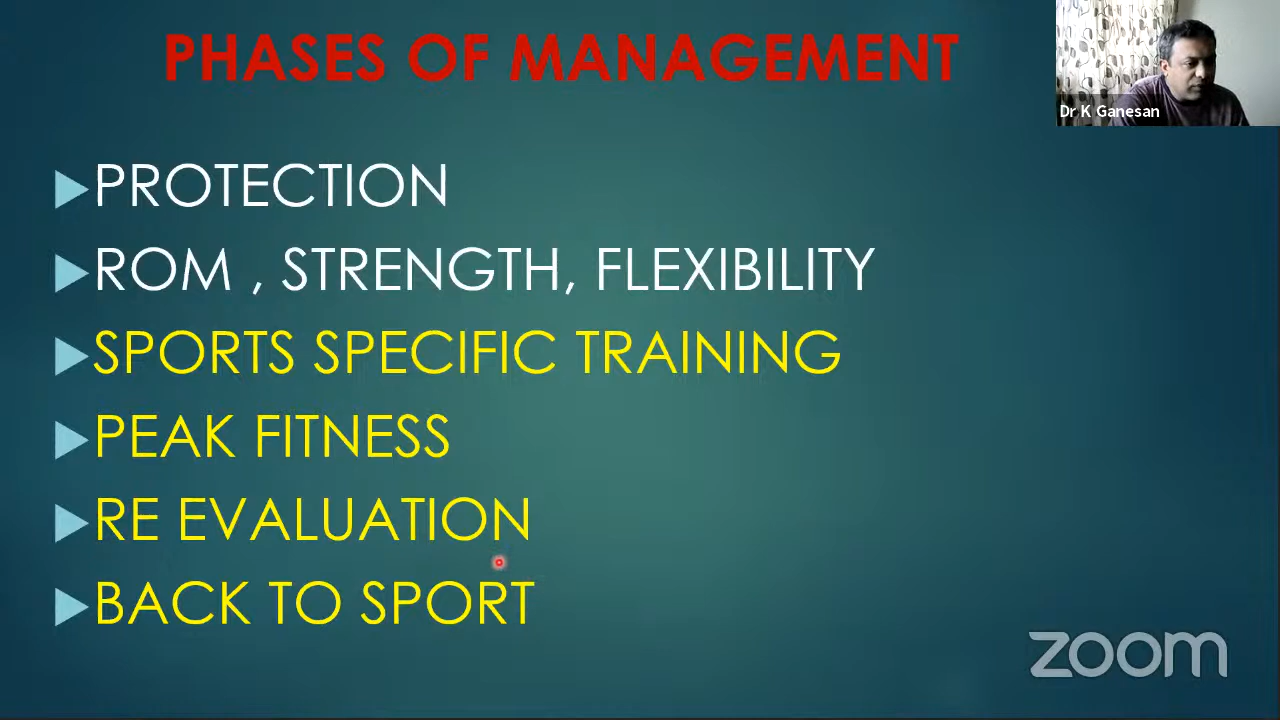 PHASES OF MANAGEMENT
Dr K Ganesan
PROTECTION
ROM , STRENGTH, FLEXIBILITY
SPORTS SPECIFIC TRAINING
PEAK FITNESS
RE EVALUATION
BACK TO SPORT
zoom